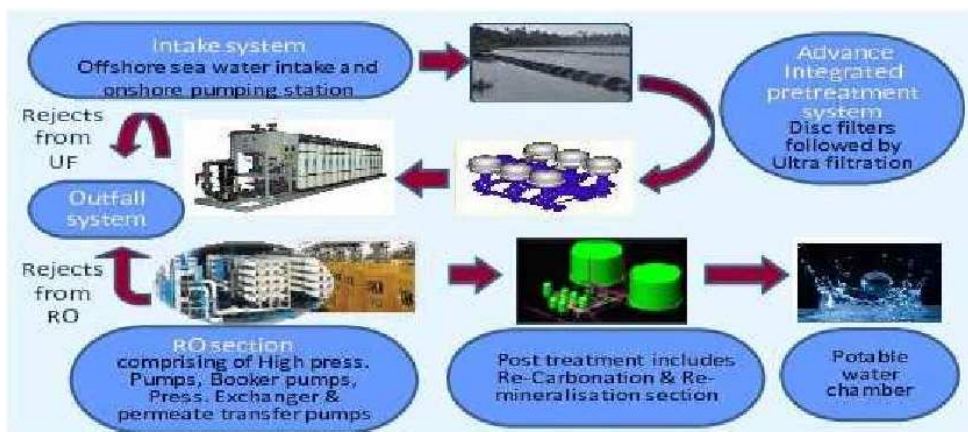 Intake system
Offshore sea water intake and
onshore pumping station
Advance
Integrated
pretreatment
system
Disc filters
followed by
Ultra filtration
Rejects
from
UF
Outfall
system
Rejects
from
RO
RO section
comprising of High press.
Pumps, Booker pumps,
Press. Exchanger &
permeate transfer pumps
Post treatment includes
Re-Carbonation & Re-
mineralisation section
Potable
water
chamber